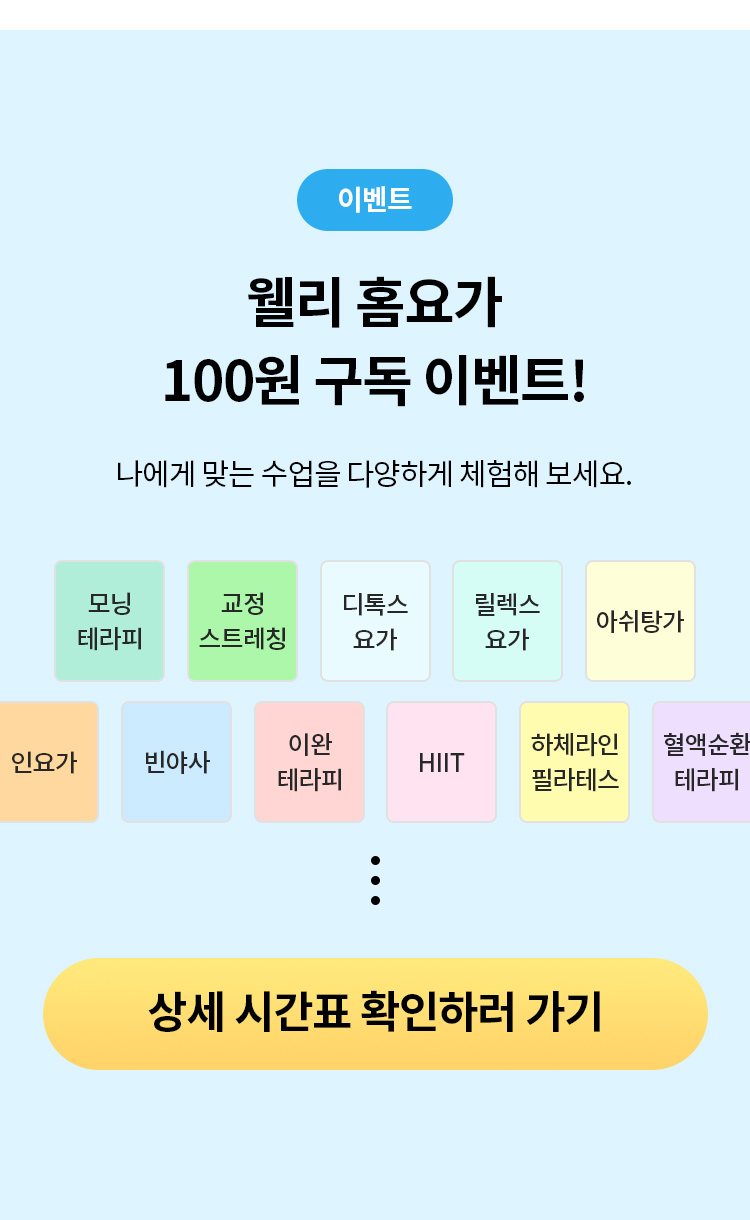 이벤트
웰리 홈요가
100원 구독 이벤트!
나에게 맞는 수업을 다양하게 체험해 보세요.
모닝
테라피
교정
스트레칭
디톡스
요가
릴렉스
요가
아쉬탕가
인요가
빈야사
이완
테라피
HIIT
하체라인
필라테스
혈액순환
테라피
상세 시간표 확인하러 가기